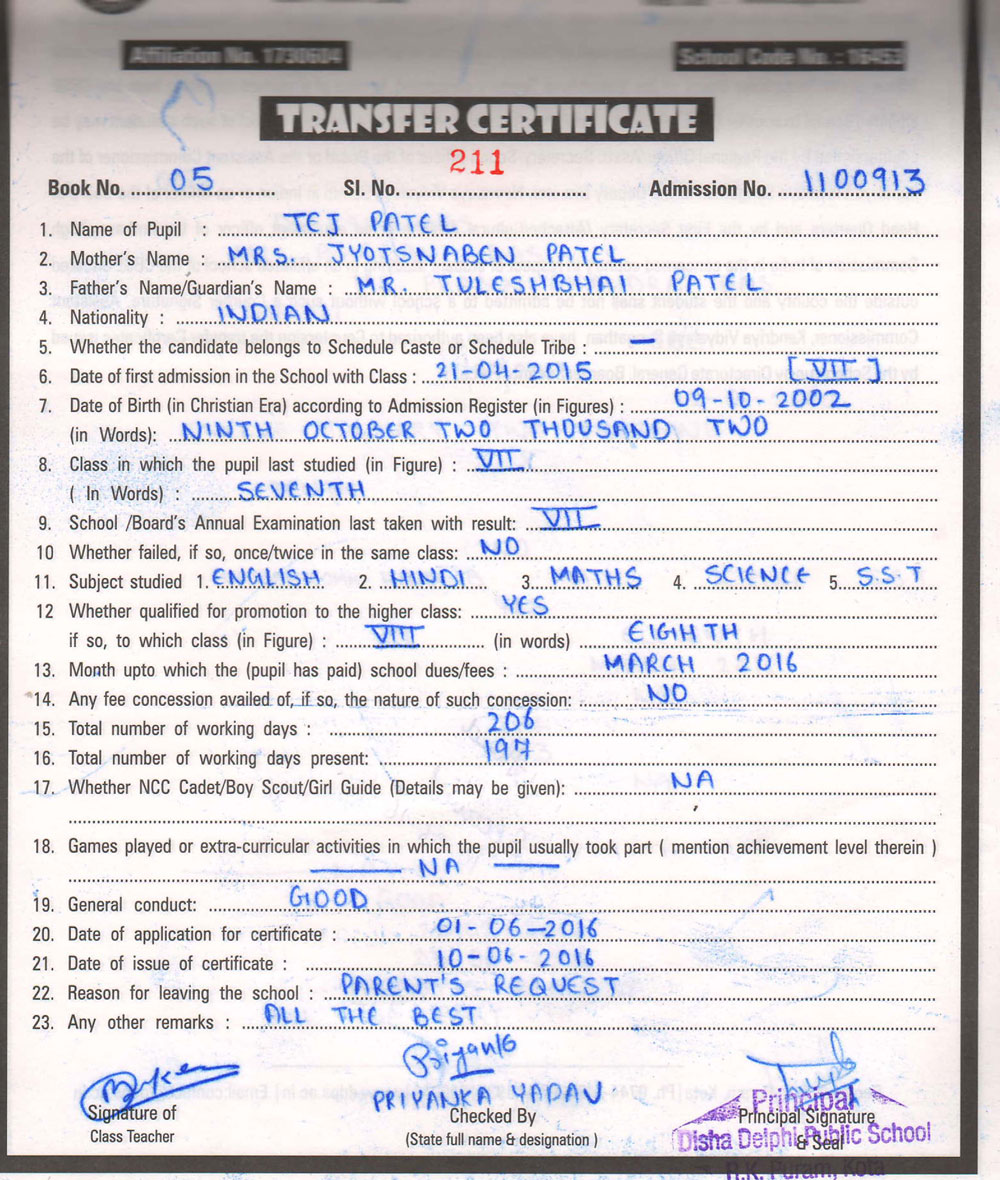 Affiliation No. 1730604 School Code No. : 16453
TRANSFER CERTIFICATE
211
Book No. 05 Sl. No. Admission No. 1100913
1. Name of Pupil : TEJ PATEL
2. Mother's Name : MRS. JYOTSNABEN PATEL
3. Father's Name/Guardian's Name : MR. TULESHBHAI PATEL
4. Nationality : INDIAN
5. Whether the candidate belongs to Schedule Caste or Schedule Tribe : —
6. Date of first admission in the School with Class : 21-04-2015 [VII]
7. Date of Birth (in Christian Era) according to Admission Register (in Figures) : 09-10-2002
(in Words): NINTH OCTOBER TWO THOUSAND TWO
8. Class in which the pupil last studied (in Figure) : VII
( In Words) : SEVENTH
9. School /Board's Annual Examination last taken with result: VII
10 Whether failed, if so, once/twice in the same class: NO
11. Subject studied 1. ENGLISH 2. HINDI 3. MATHS 4. SCIENCE 5. S.S.T
12 Whether qualified for promotion to the higher class: YES
if so, to which class (in Figure) : VIII (in words) EIGHTH
13. Month upto which the (pupil has paid) school dues/fees : MARCH 2016
14. Any fee concession availed of, if so, the nature of such concession: NO
15. Total number of working days : 206
16. Total number of working days present: 197
17. Whether NCC Cadet/Boy Scout/Girl Guide (Details may be given): NA
18. Games played or extra-curricular activities in which the pupil usually took part ( mention achievement level therein )
— NA —
19. General conduct: GOOD
20. Date of application for certificate : 01-06-2016
21. Date of issue of certificate : 10-06-2016
22. Reason for leaving the school : PARENT'S REQUEST
23. Any other remarks : ALL THE BEST
Priyanka
PRIYANKA YADAV
Principal
Signature of Checked By Principal Signature
Class Teacher (State full name & designation ) & Seal
Disha Delphi Public School
R.K. Puram, Kota